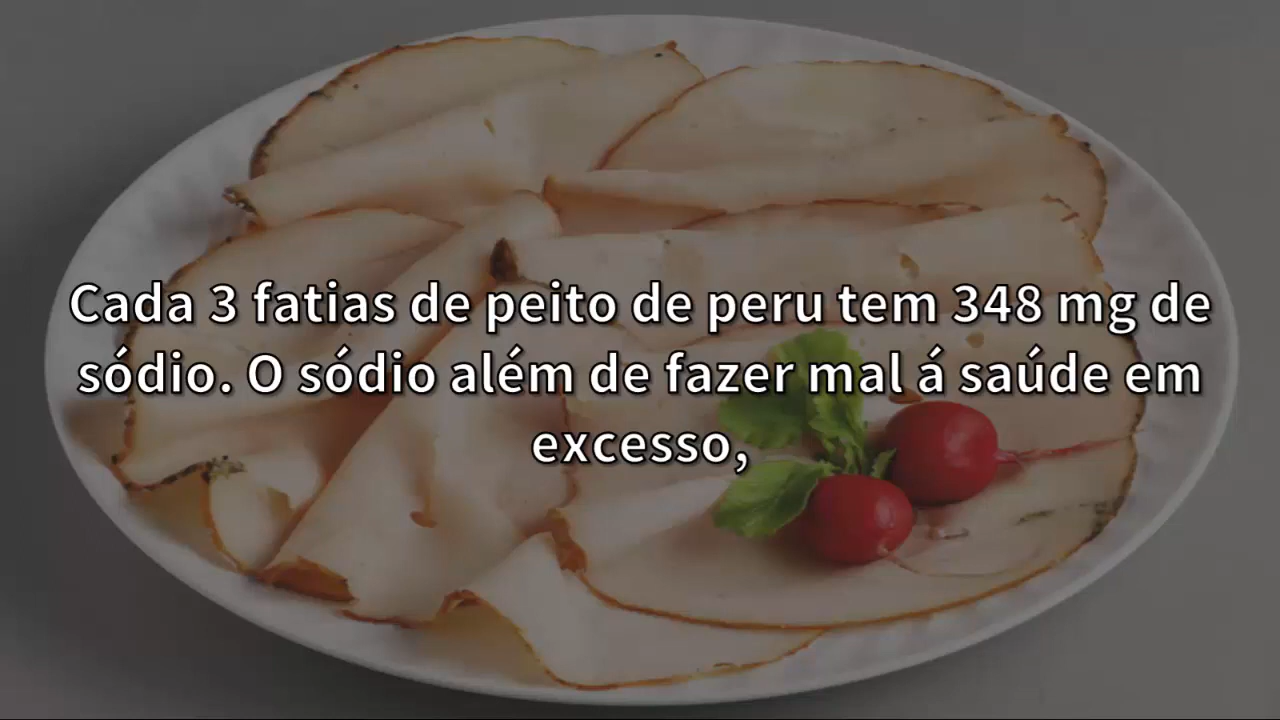 Cada 3 fatias de peito de peru tem 348 mg de
sódio. O sódio além de fazer mal á saúde em
excesso,